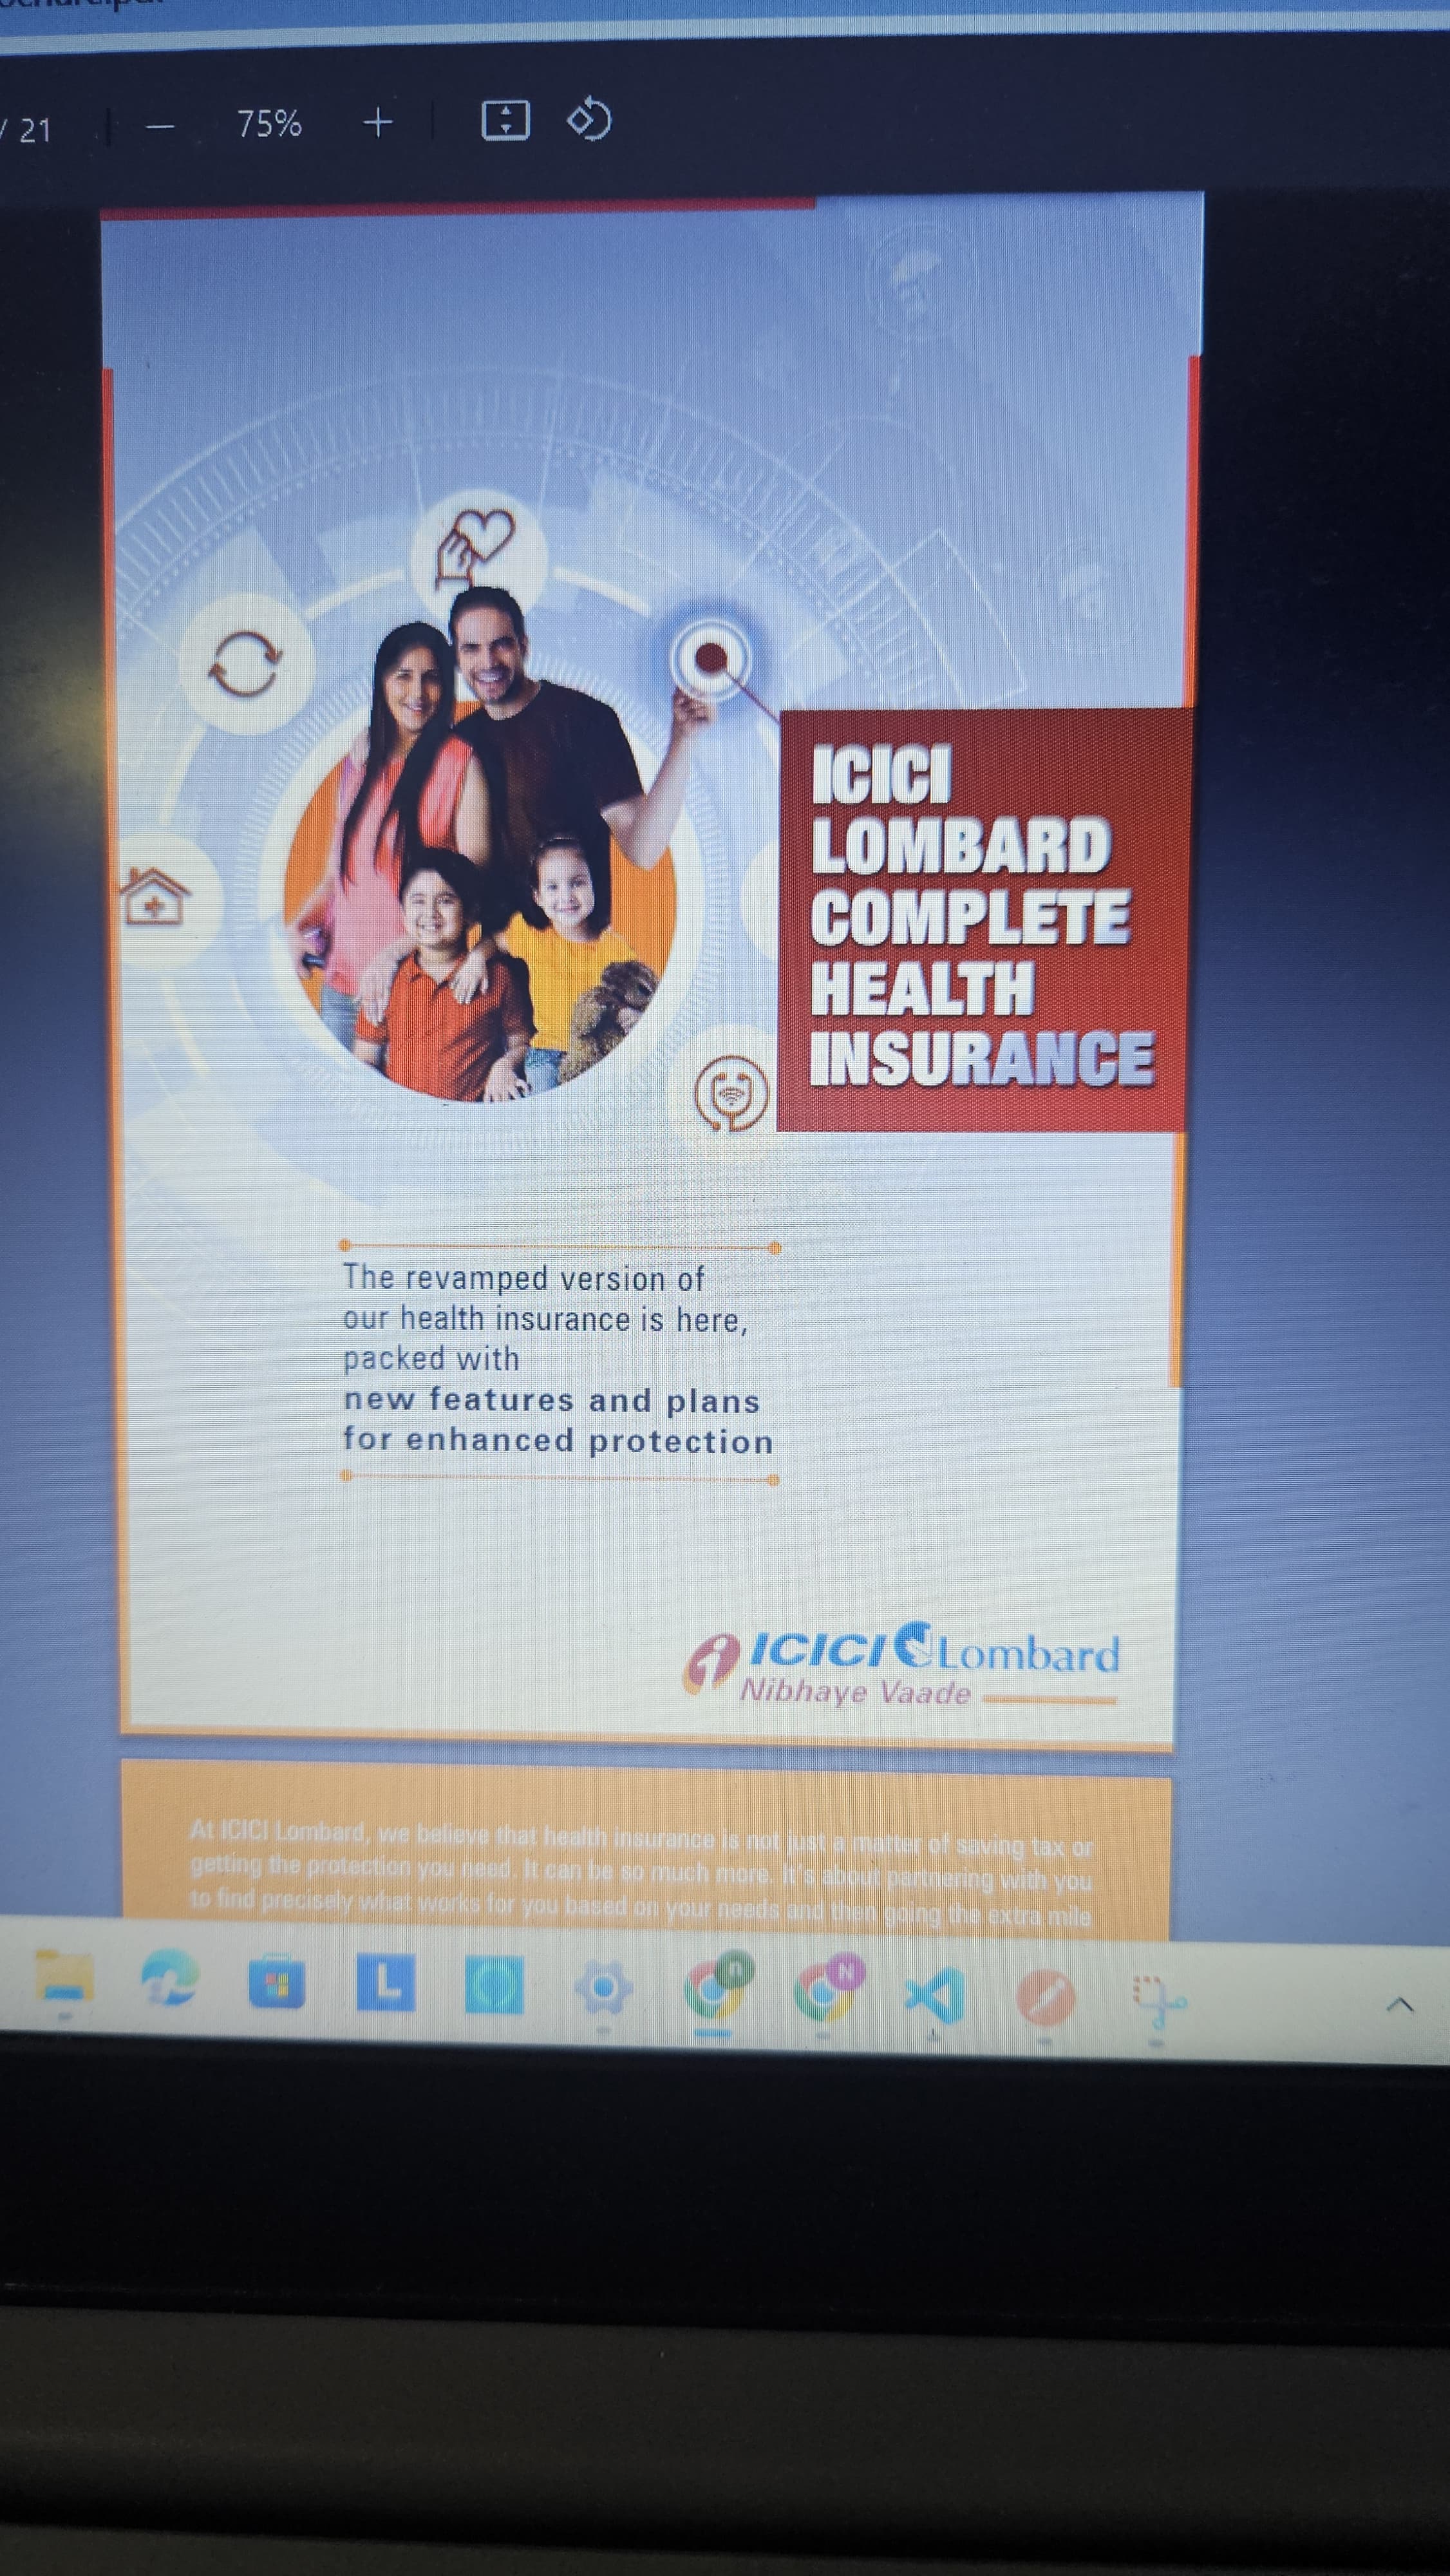 / 21
75%
ICICI
LOMBARD
COMPLETE
HEALTH
INSURANCE
The revamped version of
our health insurance is here,
packed with
new features and plans
for enhanced protection
ICICI Lombard
Nibhaye Vaade
At ICICI Lombard, we believe that health insurance is not just a matter of saving tax or
getting the protection you need. It can be so much more. It's about partnering with you
to find precisely what works for you based on your needs and then going the extra mile
L
n
N